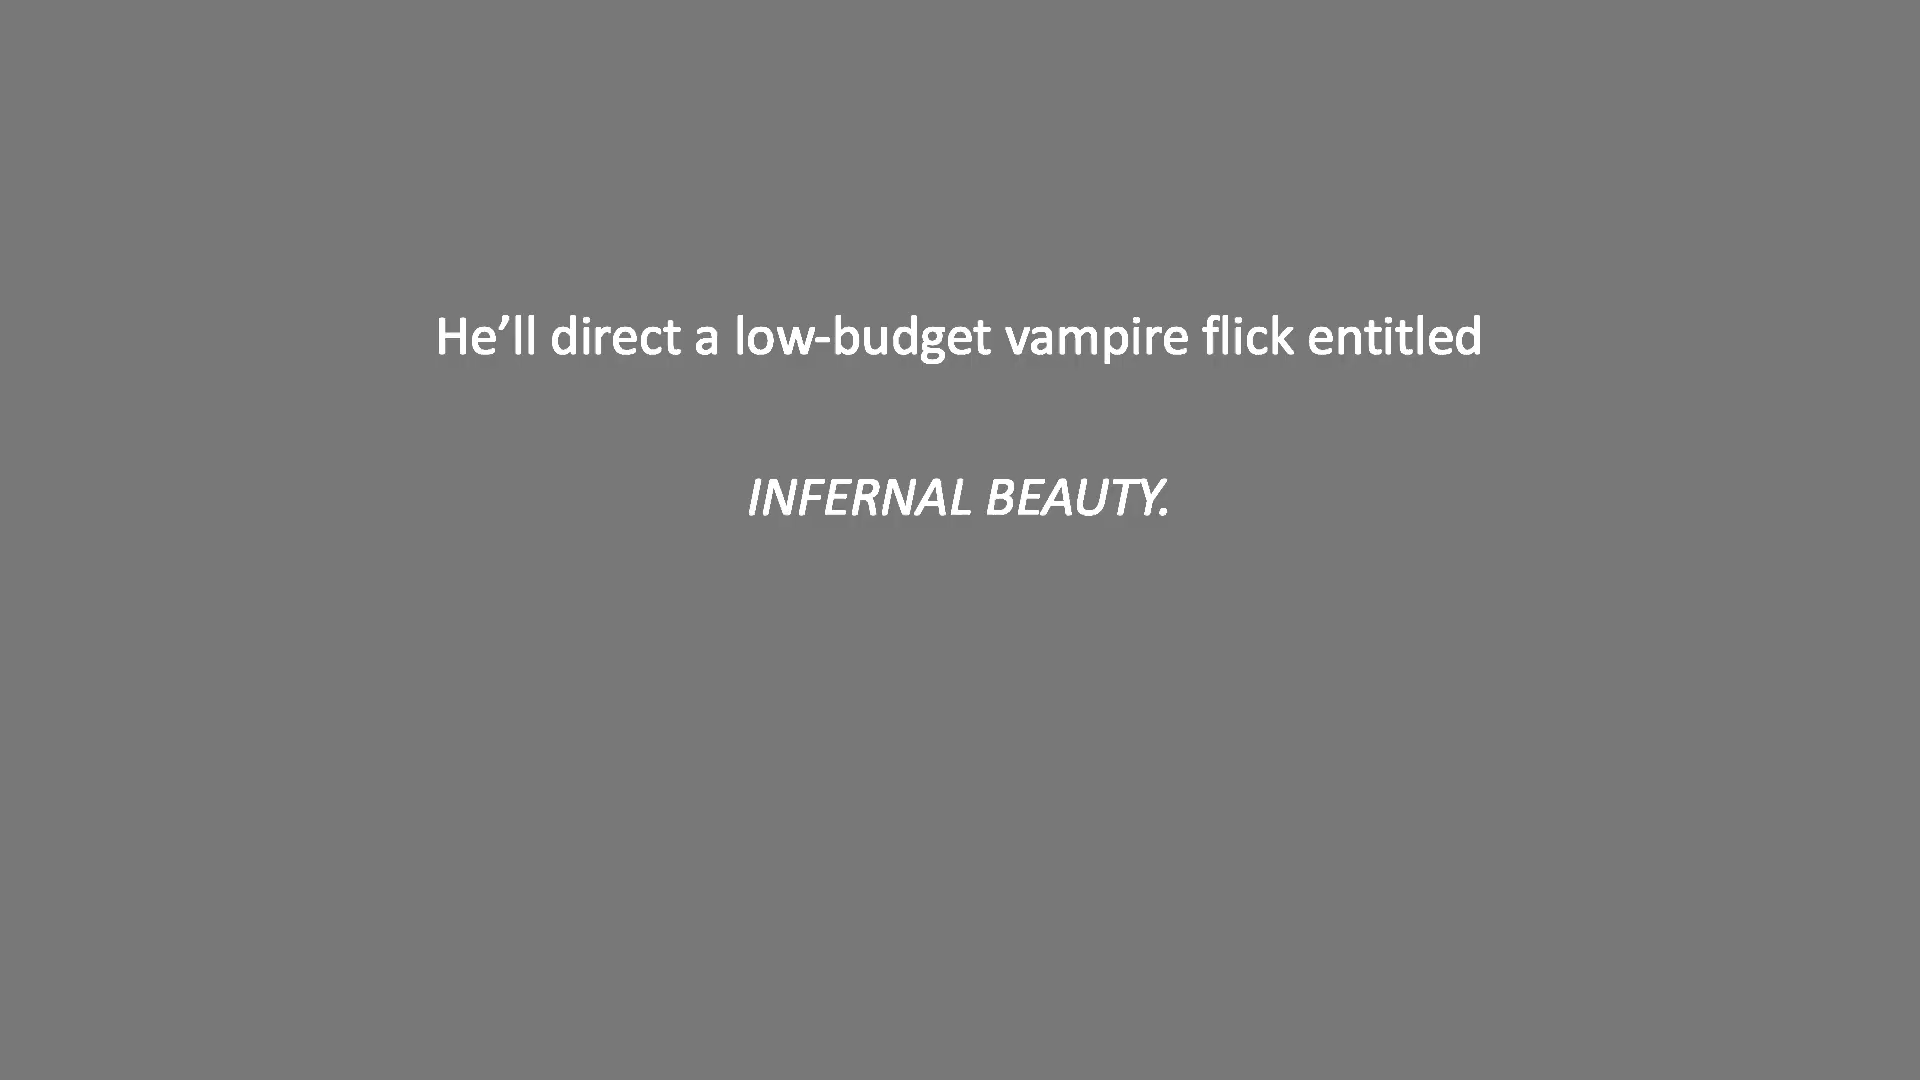 He’ll direct a low-budget vampire flick entitled
INFERNAL BEAUTY.